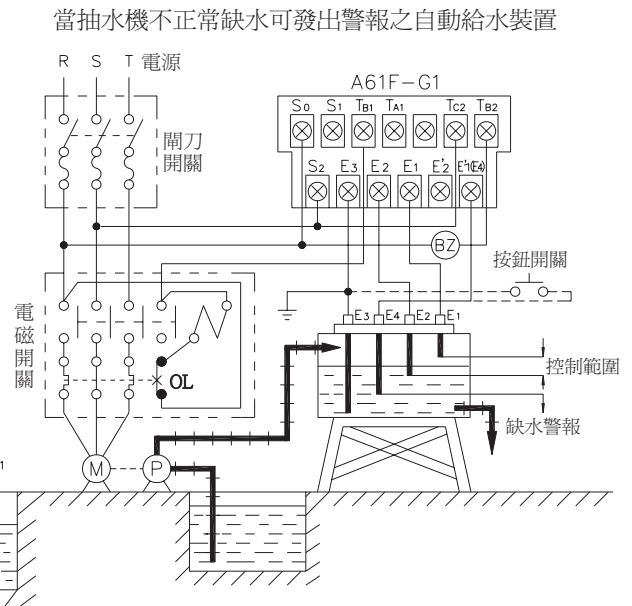 當抽水機不正常缺水可發出警報之自動給水裝置
R S T 電源
A61F-G1
S0 S1 TB1 TA1 TC2 TB2
閘刀
開關
S2 E3 E2 E1 E'2 E'1(E4)
BZ
按鈕開關
電磁開關
E3 E4 E2 E1
控制範圍
OL
缺水警報
M P
1